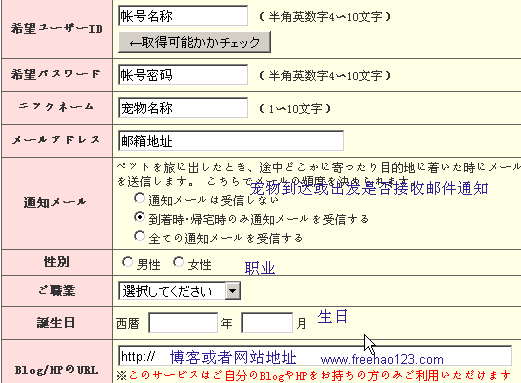 希望ユーザーID
帐号名称
( 半角英数字4〜10文字 )
←取得可能かチェック
希望パスワード
帐号密码
( 半角英数字4〜10文字 )
ニックネーム
宠物名称
( 1〜10文字 )
メールアドレス
邮箱地址
ペットを旅に出したとき、途中どこかに寄ったり目的地に着いた時にメール
を送信します。 こちらでメールの頻度を決められます
宠物到达或出发是否接收邮件通知
通知メール
通知メールは受信しない
到着時・帰宅時のみ通知メールを受信する
全ての通知メールを受信する
性別
男性
女性
职业
ご職業
選択してください
誕生日
西暦
年
月
生日
Blog/HPのURL
http://
博客或者网站地址
www.freehao123.com
※このサービスはご自分のBlogやHPをお持ちの方のみご利用いただけます